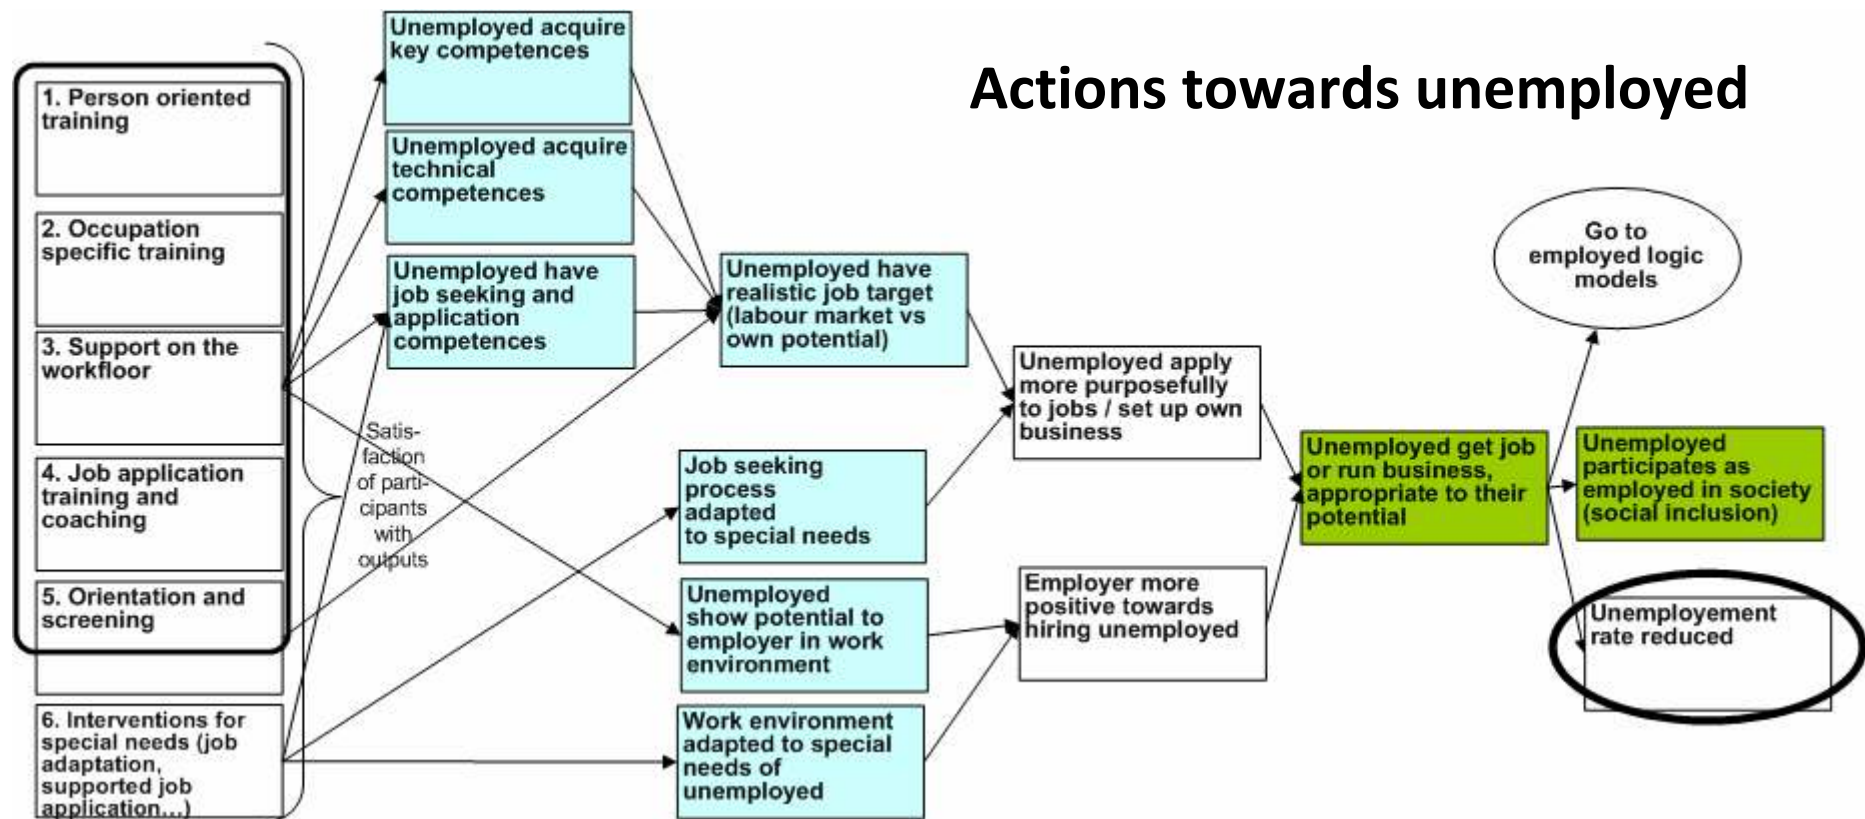 Actions towards unemployed
1. Person oriented
training
2. Occupation
specific training
3. Support on the
workfloor
4. Job application
training and
coaching
5. Orientation and
screening
6. Interventions for
special needs (job
adaptation,
supported job
application...)
Satis-
faction
of parti-
cipants
with
outputs
Unemployed acquire
key competences
Unemployed acquire
technical
competences
Unemployed have
job seeking and
application
competences
Unemployed have
realistic job target
(labour market vs
own potential)
Job seeking
process
adapted
to special needs
Unemployed
show potential to
employer in work
environment
Work environment
adapted to special
needs of
unemployed
Unemployed apply
more purposefully
to jobs / set up own
business
Employer more
positive towards
hiring unemployed
Unemployed get job
or run business,
appropriate to their
potential
Go to
employed logic
models
Unemployed
participates as
employed in society
(social inclusion)
Unemployement
rate reduced